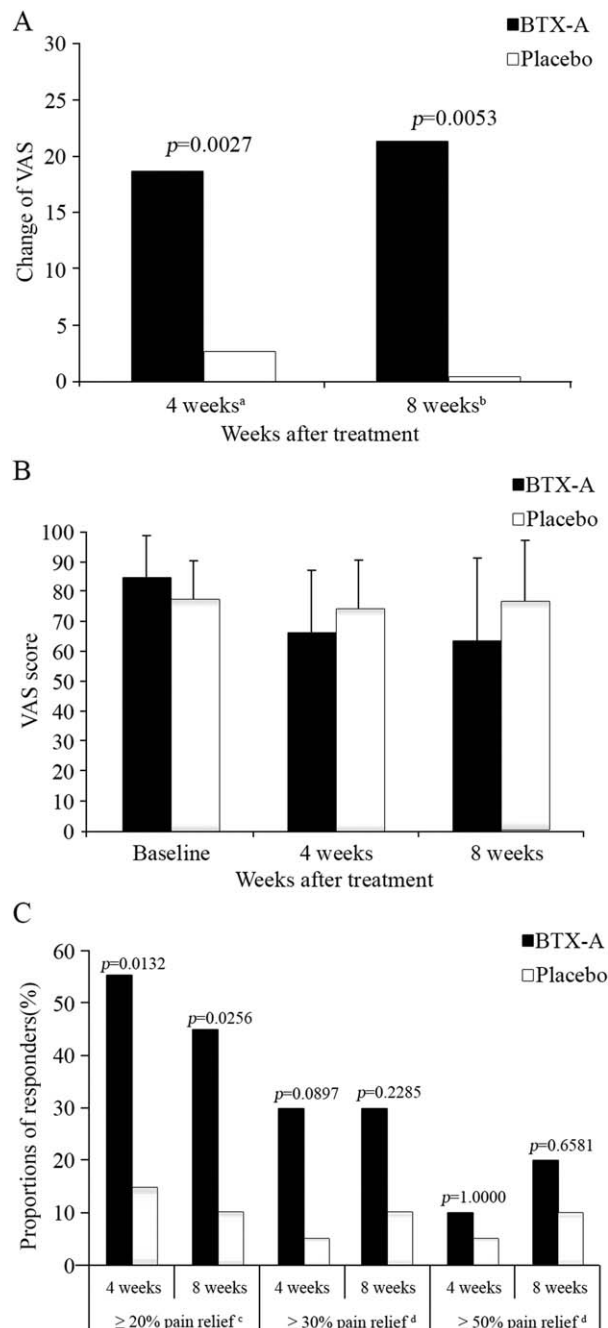 A
BTX-A
Placebo
Change of VAS
30
25
20
15
10
5
0
p=0.0027
p=0.0053
4 weeksᵃ
8 weeksᵇ
Weeks after treatment
B
BTX-A
Placebo
VAS score
100
90
80
70
60
50
40
30
20
10
0
Baseline
4 weeks
8 weeks
Weeks after treatment
C
BTX-A
Placebo
Proportions of responders(%)
60
50
40
30
20
10
0
p=0.0132
p=0.0256
p=0.0897
p=0.2285
p=1.0000
p=0.6581
4 weeks
8 weeks
4 weeks
8 weeks
4 weeks
8 weeks
≥ 20% pain relief ᶜ
> 30% pain relief ᵈ
> 50% pain relief ᵈ